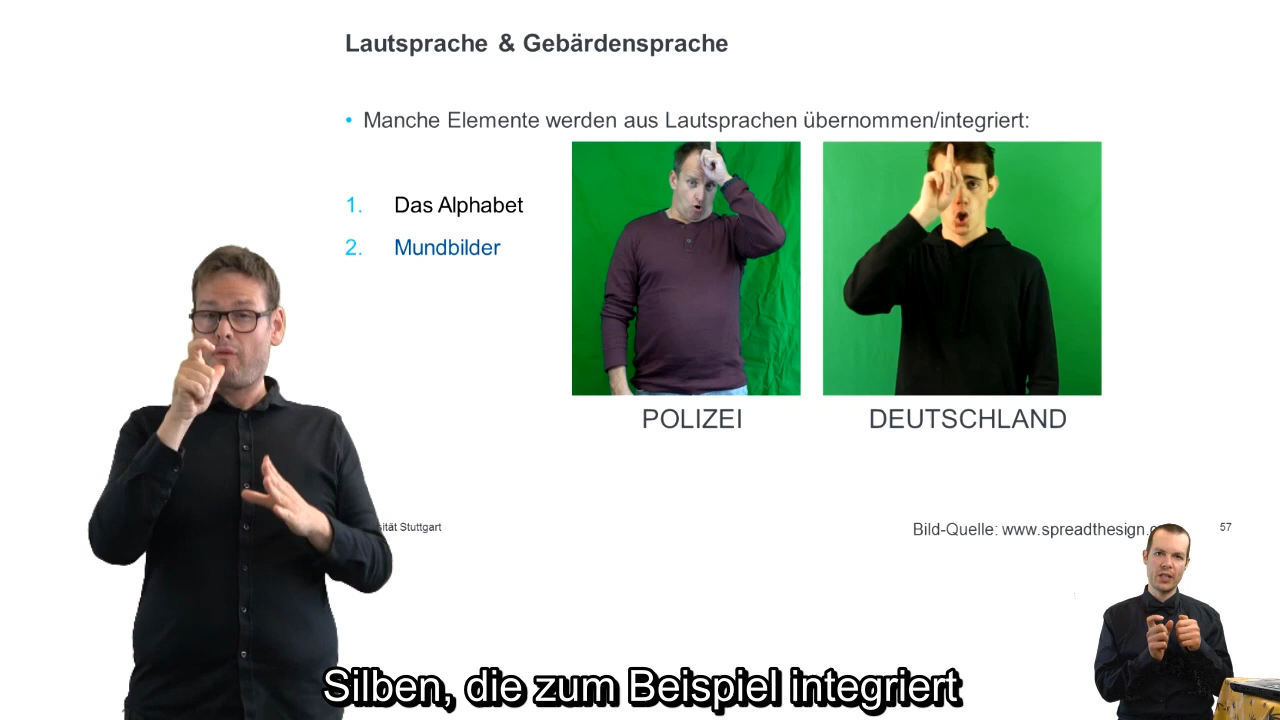 Lautsprache & Gebärdensprache
• Manche Elemente werden aus Lautsprachen übernommen/integriert:
1. Das Alphabet
2. Mundbilder
POLIZEI DEUTSCHLAND
Stuttgart
Bild-Quelle: www.spreadthesign. 57
Silben, die zum Beispiel integriert